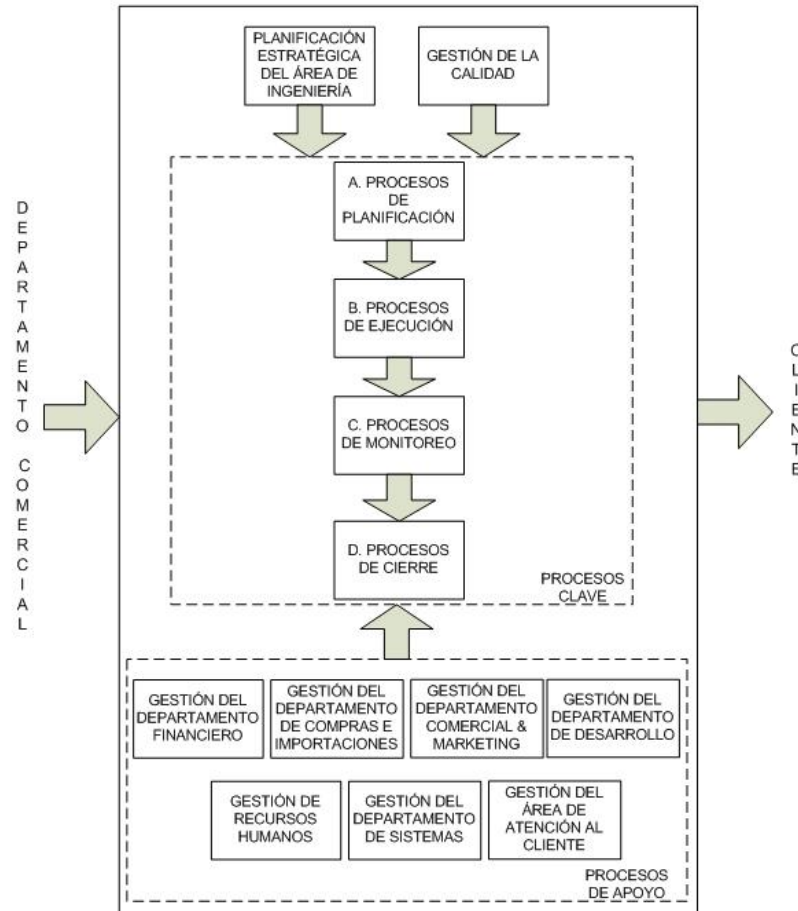 PLANIFICACIÓN
ESTRATÉGICA
DEL ÁREA DE
INGENIERÍA
GESTIÓN DE LA
CALIDAD
A. PROCESOS
DE
PLANIFICACIÓN
B. PROCESOS
DE EJECUCIÓN
C. PROCESOS
DE MONITOREO
D. PROCESOS
DE CIERRE
PROCESOS
CLAVE
DEPARTAMENTO COMERCIAL
CLIENTE
GESTIÓN DEL
DEPARTAMENTO
FINANCIERO
GESTIÓN DEL
DEPARTAMENTO
DE COMPRAS E
IMPORTACIONES
GESTIÓN DEL
DEPARTAMENTO
COMERCIAL &
MARKETING
GESTIÓN DEL
DEPARTAMENTO
DE DESARROLLO
GESTIÓN DE
RECURSOS
HUMANOS
GESTIÓN DEL
DEPARTAMENTO
DE SISTEMAS
GESTIÓN DEL
ÁREA DE
ATENCIÓN AL
CLIENTE
PROCESOS
DE APOYO